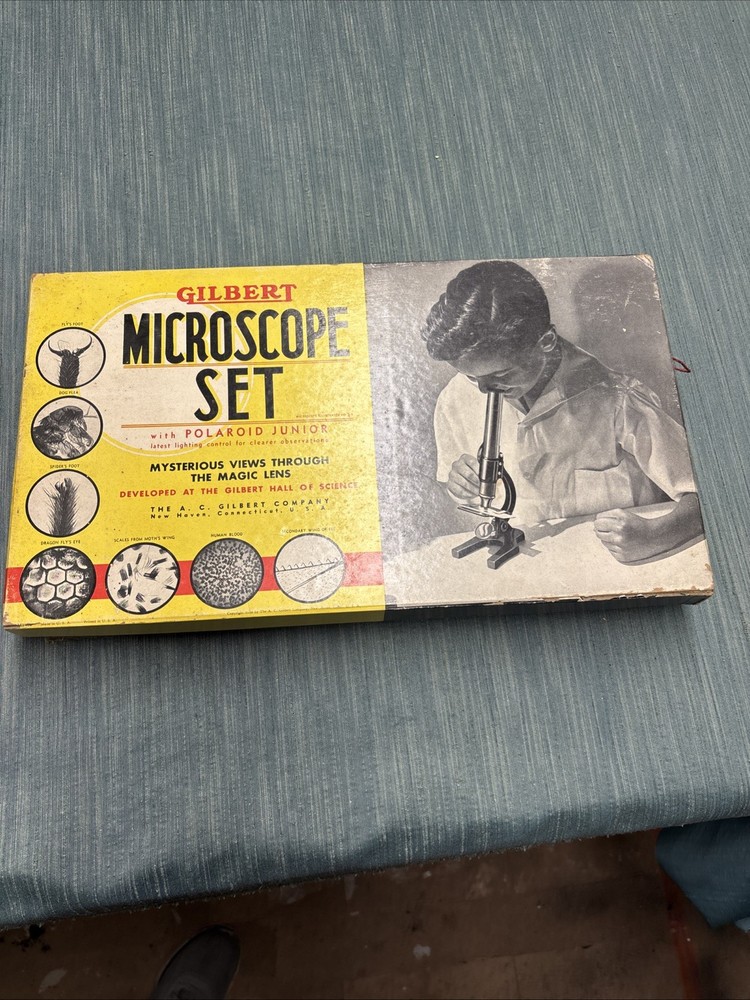 GILBERT
MICROSCOPE
SET
with POLAROID JUNIOR
latest lighting control for clearer observations
MYSTERIOUS VIEWS THROUGH
THE MAGIC LENS
DEVELOPED AT THE GILBERT HALL OF SCIENCE
THE A. C. GILBERT COMPANY
New Haven, Connecticut, U. S. A.
FLY'S FOOT
DOG FLEA
SPIDER'S FOOT
DRAGON FLY'S EYE
SCALES FROM MOTH'S WING
HUMAN BLOOD